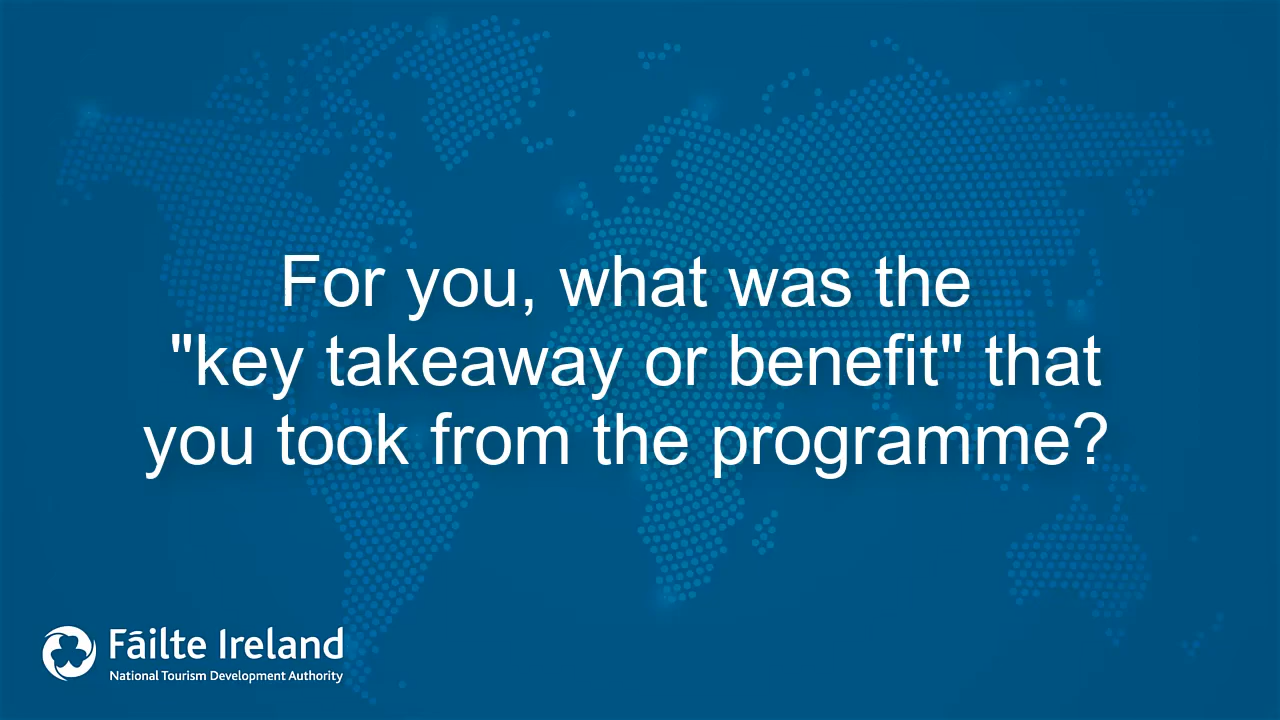 For you, what was the
"key takeaway or benefit" that
you took from the programme?
Fāilte Ireland
National Tourism Development Authority